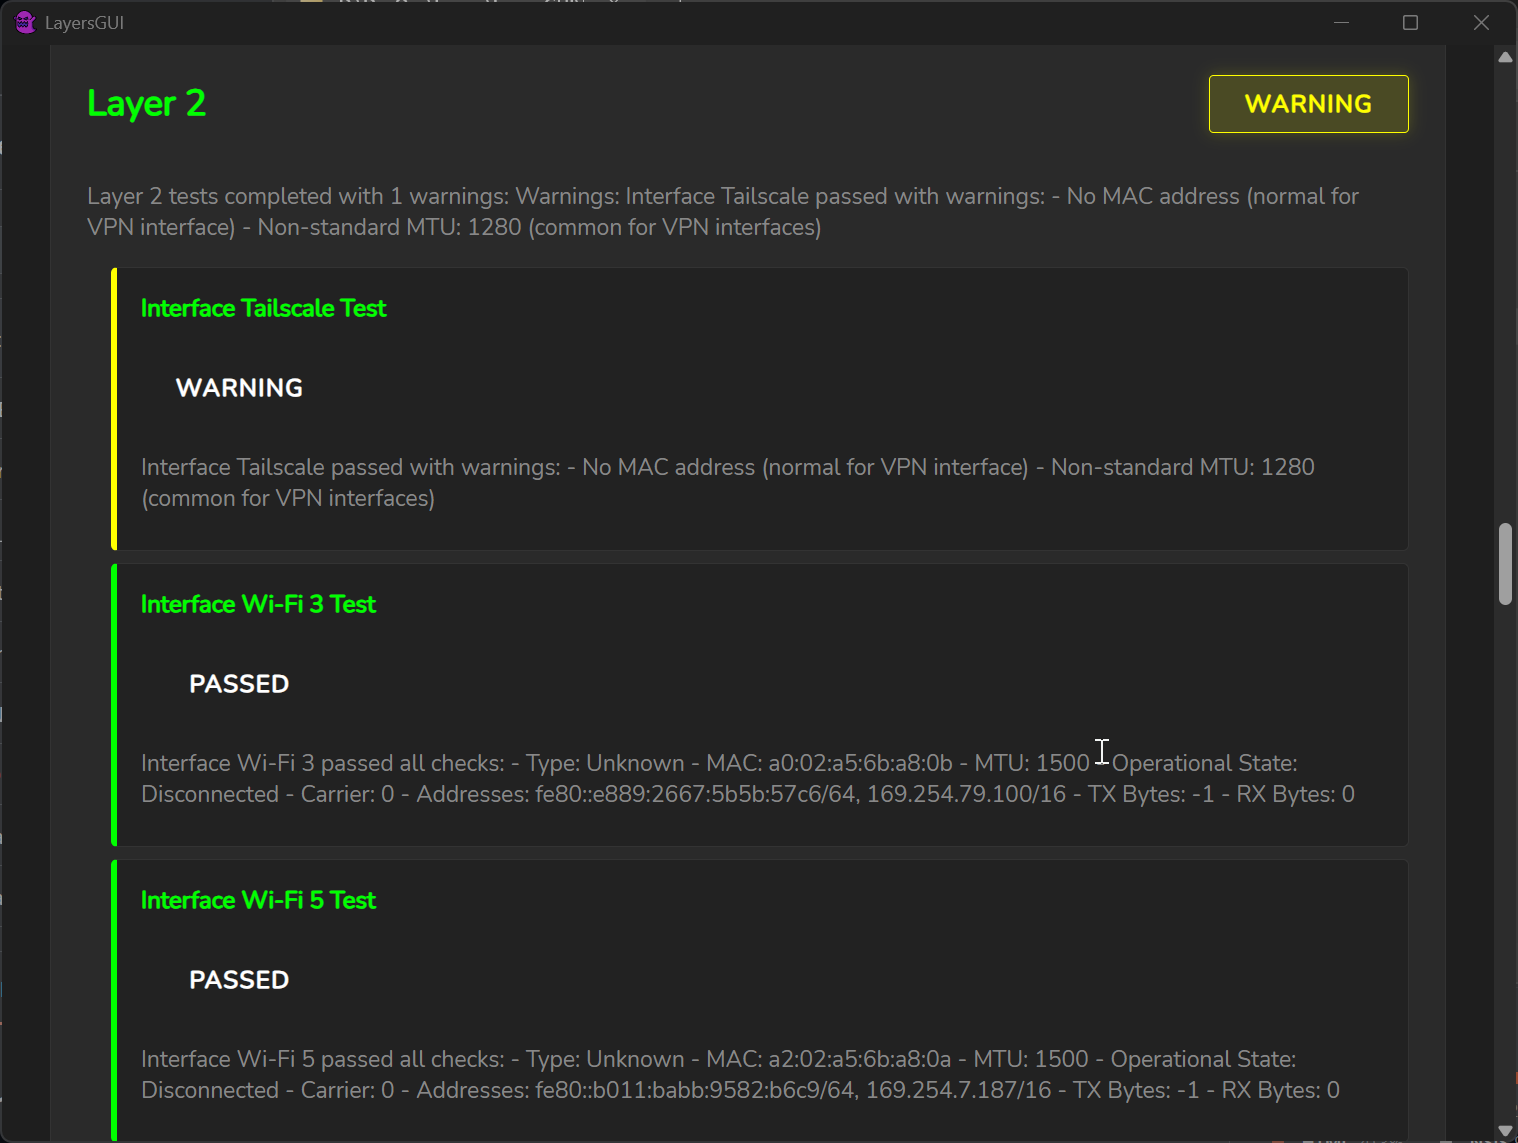 LayersGUI
Layer 2
WARNING
Layer 2 tests completed with 1 warnings: Warnings: Interface Tailscale passed with warnings: - No MAC address (normal for
VPN interface) - Non-standard MTU: 1280 (common for VPN interfaces)
Interface Tailscale Test
WARNING
Interface Tailscale passed with warnings: - No MAC address (normal for VPN interface) - Non-standard MTU: 1280
(common for VPN interfaces)
Interface Wi-Fi 3 Test
PASSED
Interface Wi-Fi 3 passed all checks: - Type: Unknown - MAC: a0:02:a5:6b:a8:0b - MTU: 1500 - Operational State:
Disconnected - Carrier: 0 - Addresses: fe80::e889:2667:5b5b:57c6/64, 169.254.79.100/16 - TX Bytes: -1 - RX Bytes: 0
Interface Wi-Fi 5 Test
PASSED
Interface Wi-Fi 5 passed all checks: - Type: Unknown - MAC: a2:02:a5:6b:a8:0a - MTU: 1500 - Operational State:
Disconnected - Carrier: 0 - Addresses: fe80::b011:babb:9582:b6c9/64, 169.254.7.187/16 - TX Bytes: -1 - RX Bytes: 0